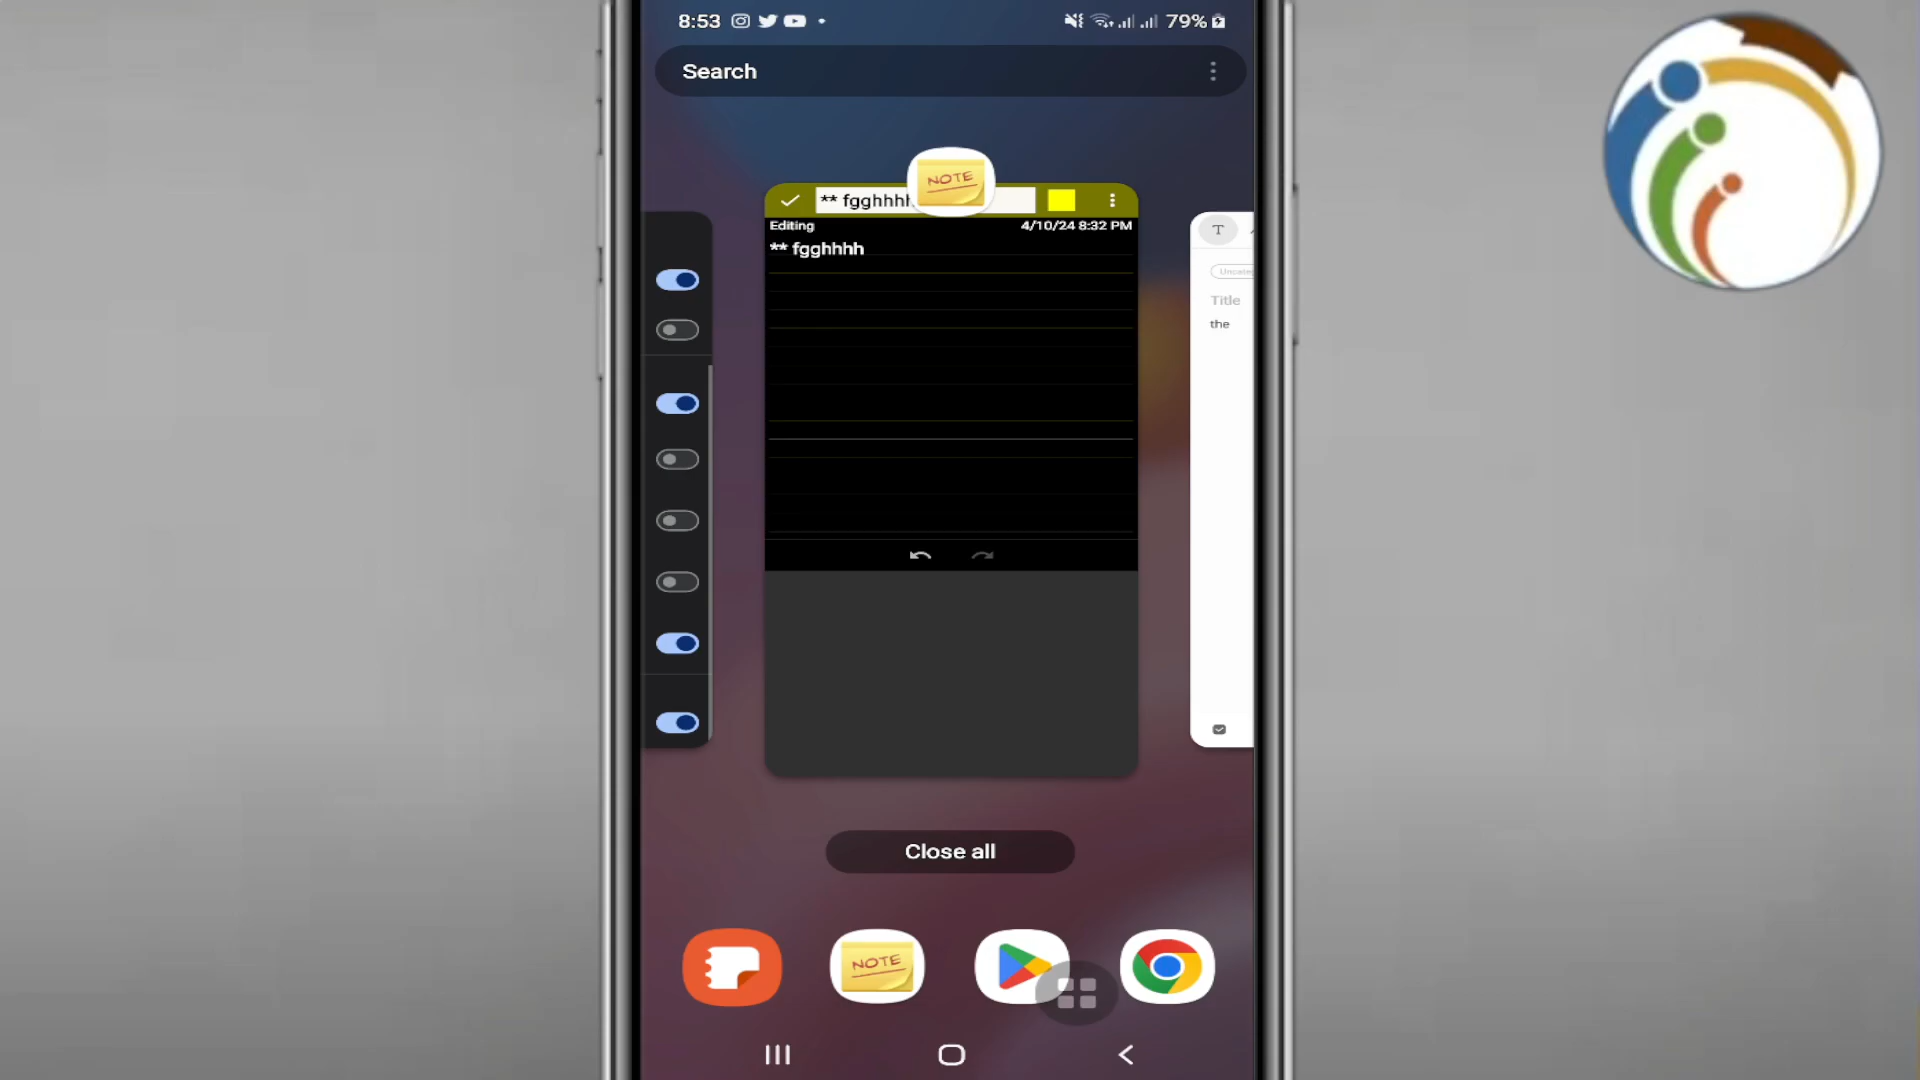 8:53
79%
Search
NOTE
** fgghhhh
Editing
4/10/24 8:32 PM
** fgghhhh
T
Title
the
Close all
NOTE